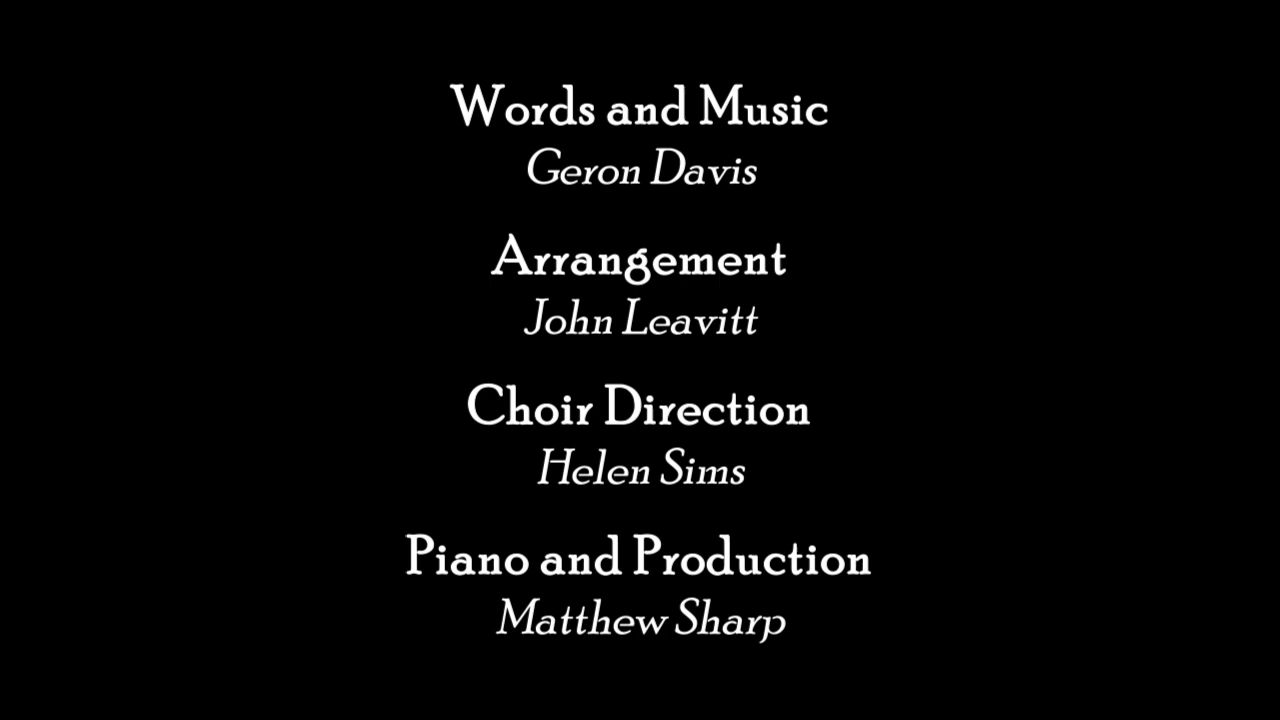 Words and Music
Geron Davis
Arrangement
John Leavitt
Choir Direction
Helen Sims
Piano and Production
Matthew Sharp